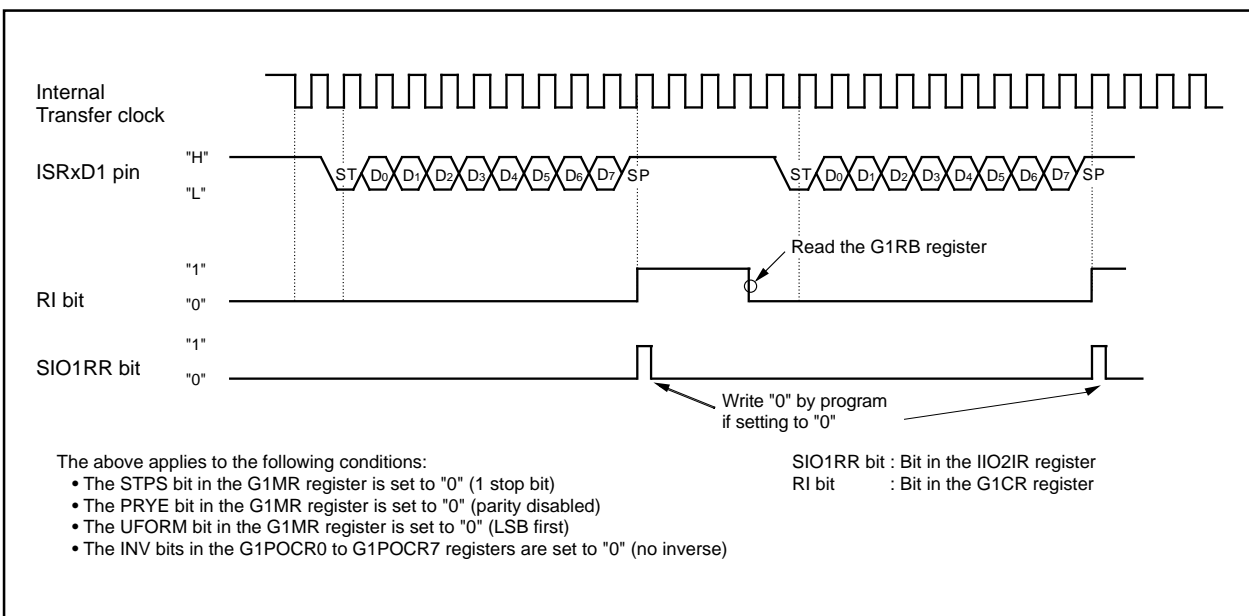 Internal
Transfer clock
ISRxD1 pin
"H"
"L"
ST D0 D1 D2 D3 D4 D5 D6 D7 SP ST D0 D1 D2 D3 D4 D5 D6 D7 SP
Read the G1RB register
RI bit
"1"
"0"
SIO1RR bit
"1"
"0"
Write "0" by program
if setting to "0"
The above applies to the following conditions:
• The STPS bit in the G1MR register is set to "0" (1 stop bit)
• The PRYE bit in the G1MR register is set to "0" (parity disabled)
• The UFORM bit in the G1MR register is set to "0" (LSB first)
• The INV bits in the G1POCR0 to G1POCR7 registers are set to "0" (no inverse)
SIO1RR bit : Bit in the IIO2IR register
RI bit : Bit in the G1CR register